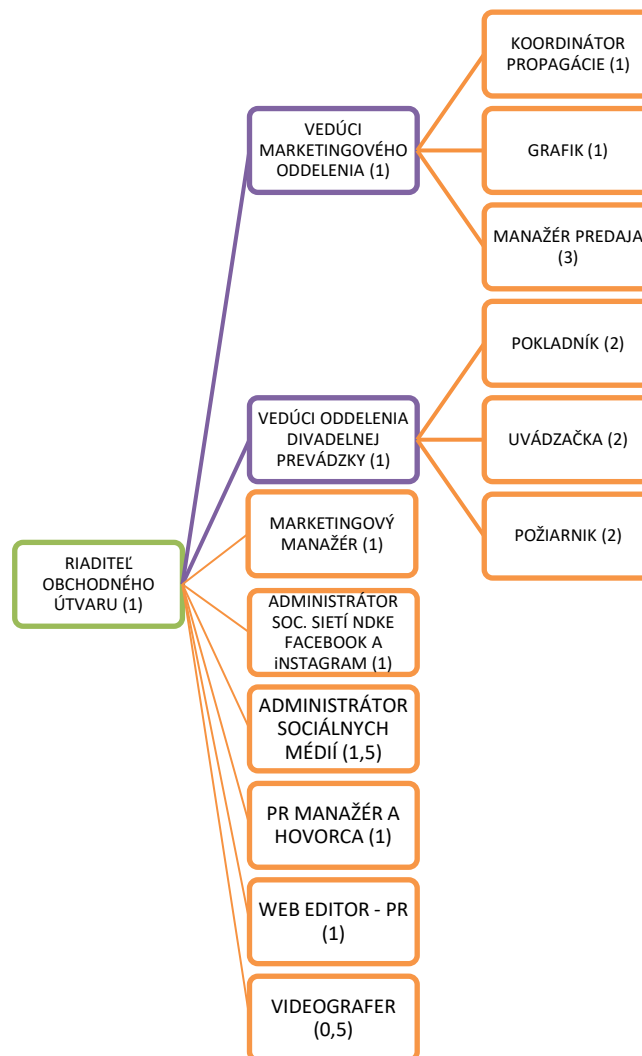 KOORDINÁTOR
PROPAGÁCIE (1)
VEDÚCI
MARKETINGOVÉHO
ODDELENIA (1)
GRAFIK (1)
MANAŽÉR PREDAJA
(3)
POKLADNÍK (2)
VEDÚCI ODDELENIA
DIVADELNEJ
PREVÁDZKY (1)
UVÁDZAČKA (2)
POŽIARNIK (2)
RIADITEĽ
OBCHODNÉHO
ÚTVARU (1)
MARKETINGOVÝ
MANAŽÉR (1)
ADMINISTRÁTOR
SOC. SIETÍ NDKE
FACEBOOK A
iNSTAGRAM (1)
ADMINISTRÁTOR
SOCIÁLNYCH
MÉDIÍ (1,5)
PR MANAŽÉR A
HOVORCA (1)
WEB EDITOR - PR
(1)
VIDEOGRAFER
(0,5)